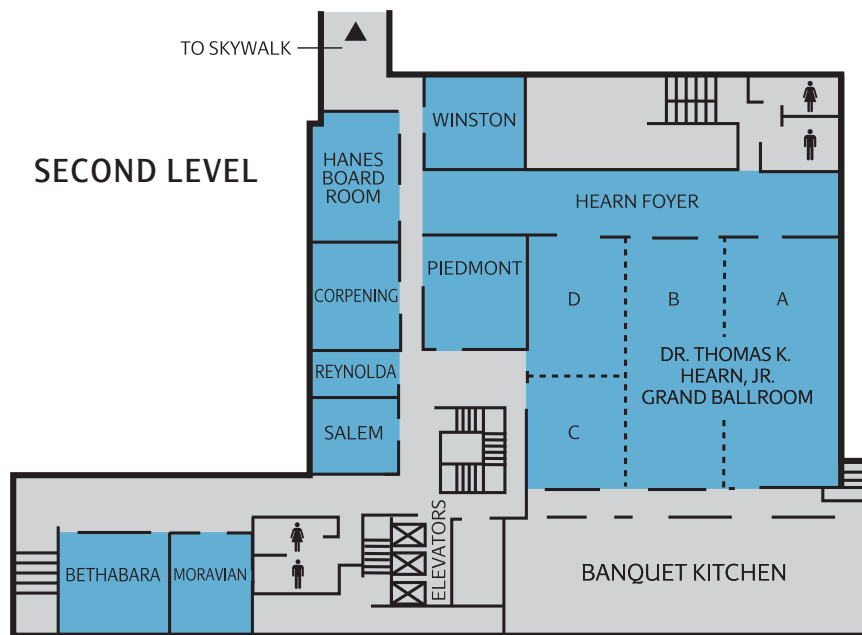 TO SKYWALK
SECOND LEVEL
WINSTON
HANES
BOARD
ROOM
HEARN FOYER
PIEDMONT
CORPENING
D
B
A
DR. THOMAS K.
HEARN, JR.
GRAND BALLROOM
REYNOLDA
SALEM
C
ELEVATORS
BETHABARA
MORAVIAN
BANQUET KITCHEN